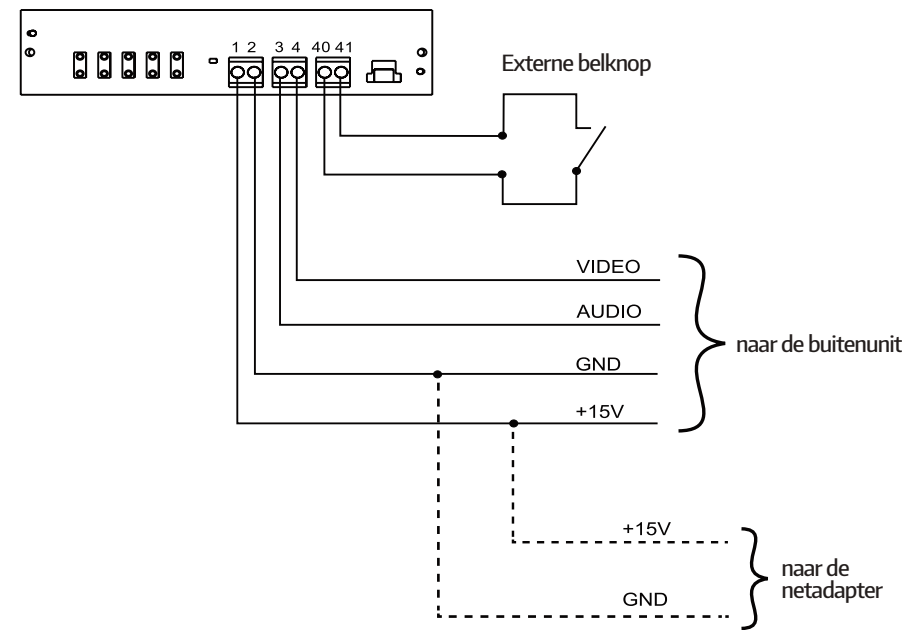 1 2 3 4 40 41
Externe belknop
VIDEO
AUDIO
naar de buitenunit
GND
+15V
+15V
naar de
netadapter
GND